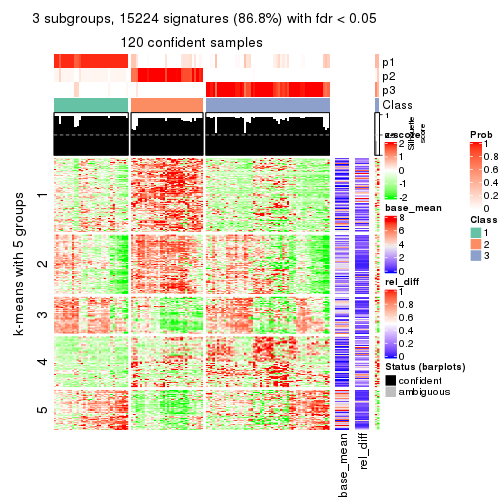 3 subgroups, 15224 signatures (86.8%) with fdr < 0.05
120 confident samples
p1
p2
p3
Class
1
0
Silhouette
score
k-means with 5 groups
1
2
3
4
5
base_mean
rel_diff
z-score
2
1
0
-1
-2
base_mean
8
6
4
2
0
rel_diff
1
0.8
0.6
0.4
0.2
0
Status (barplots)
confident
ambiguous
Prob
1
0.8
0.6
0.4
0.2
0
Class
1
2
3